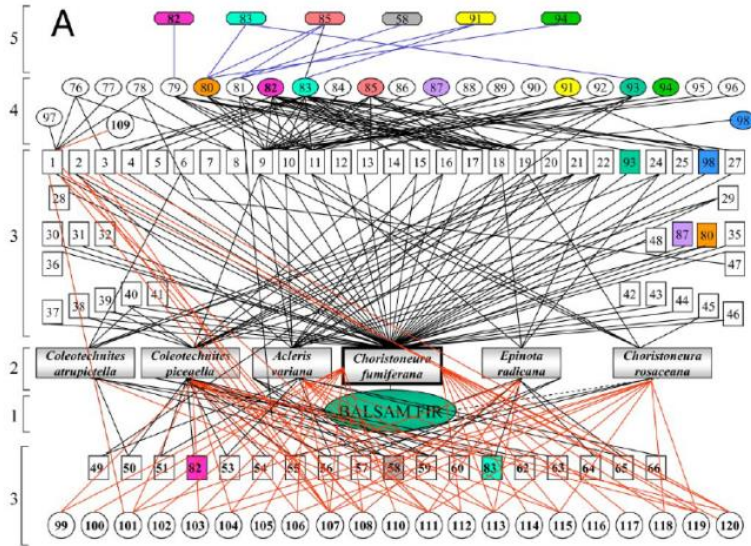 A
5
82 83 85 58 91 94
4
76 77 78 79 80 81 82 83 84 85 86 87 88 89 90 91 92 93 94 95 96
97 109 98
3
1 2 3 4 5 6 7 8 9 10 11 12 13 14 15 16 17 18 19 20 21 22 93 24 25 98 27
28 29
30 31 32 48 87 80 35
36 47
37 38 39 40 41 42 43 44 45 46
2
Coleotechnites atrupictella
Coleotechnites piceaella
Acleris variana
Choristoneura fumiferana
Epinota radicana
Choristoneura rosaceana
1
BALSAM FIR
3
49 50 51 82 53 54 55 56 57 58 59 60 83 62 63 64 65 66
99 100 101 102 103 104 105 106 107 108 110 111 112 113 114 115 116 117 118 119 120